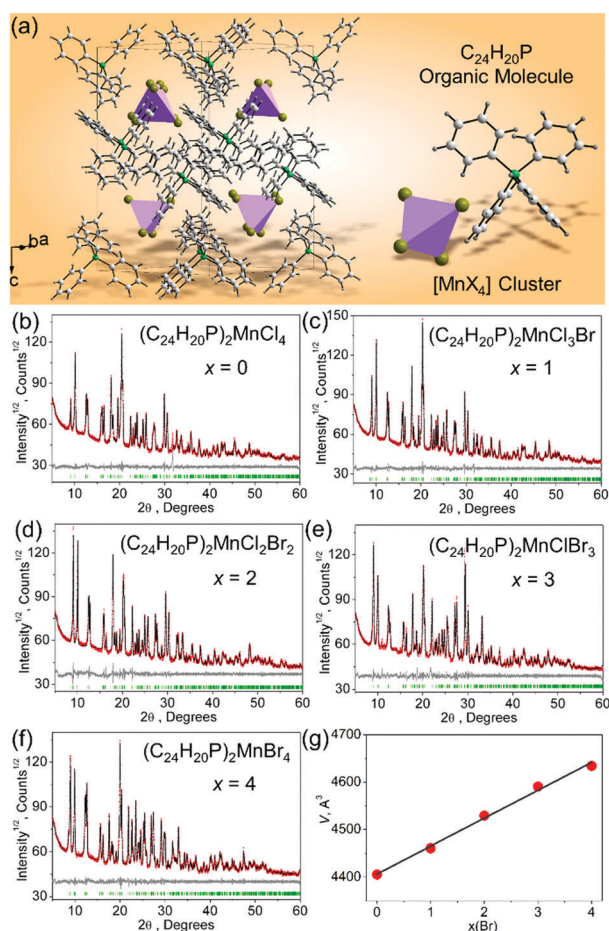 (a)
C24H20P
Organic Molecule
ba
c
[MnX4] Cluster
(b)
(C24H20P)2MnCl4
x = 0
Intensity1/2, Counts1/2
120
90
60
30
10 20 30 40 50 60
2θ , Degrees
(c)
(C24H20P)2MnCl3Br
x = 1
Intensity1/2, Counts1/2
150
120
90
60
30
10 20 30 40 50 60
2θ , Degrees
(d)
(C24H20P)2MnCl2Br2
x = 2
Intensity1/2, Counts1/2
120
90
60
30
10 20 30 40 50 60
2θ , Degrees
(e)
(C24H20P)2MnClBr3
x = 3
Intensity1/2, Counts1/2
120
90
60
30
10 20 30 40 50 60
2θ , Degrees
(f)
(C24H20P)2MnBr4
x = 4
Intensity1/2, Counts1/2
120
90
60
30
10 20 30 40 50 60
2θ , Degrees
(g)
V, A3
4700
4600
4500
4400
0 1 2 3 4
x(Br)